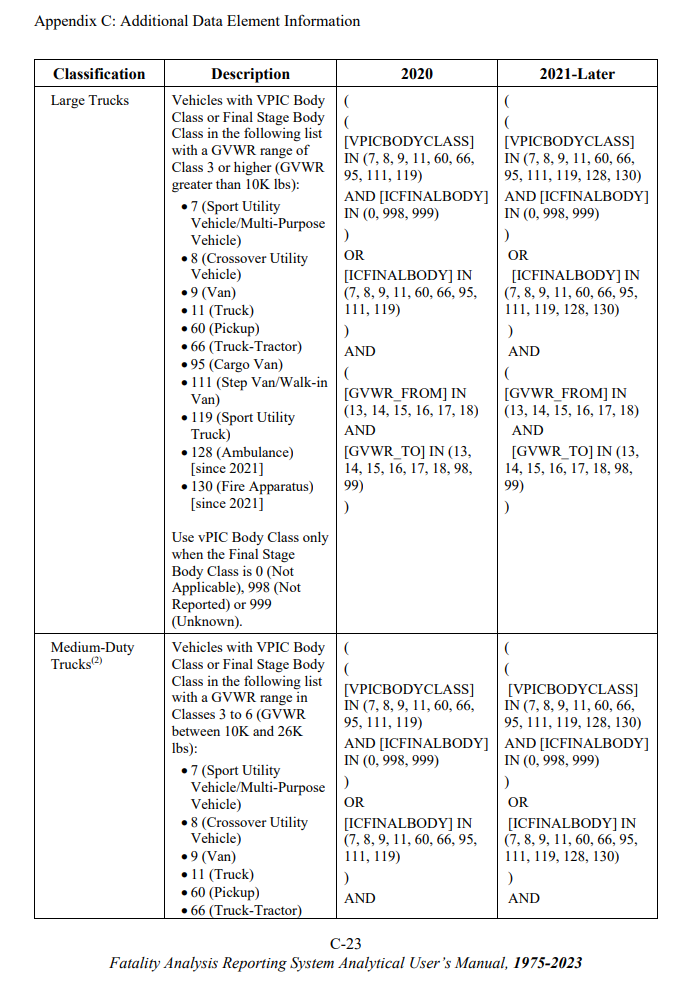 Appendix C: Additional Data Element Information
Classification
Description
2020
2021-Later
Large Trucks
Vehicles with VPIC Body
Class or Final Stage Body
Class in the following list
with a GVWR range of
Class 3 or higher (GVWR
greater than 10K lbs):
• 7 (Sport Utility
Vehicle/Multi-Purpose
Vehicle)
• 8 (Crossover Utility
Vehicle)
• 9 (Van)
• 11 (Truck)
• 60 (Pickup)
• 66 (Truck-Tractor)
• 95 (Cargo Van)
• 111 (Step Van/Walk-in
Van)
• 119 (Sport Utility
Truck)
• 128 (Ambulance)
[since 2021]
• 130 (Fire Apparatus)
[since 2021]
Use vPIC Body Class only
when the Final Stage
Body Class is 0 (Not
Applicable), 998 (Not
Reported) or 999
(Unknown).
(
(
[VPICBODYCLASS]
IN (7, 8, 9, 11, 60, 66,
95, 111, 119)
AND [ICFINALBODY]
IN (0, 998, 999)
)
OR
[ICFINALBODY] IN
(7, 8, 9, 11, 60, 66, 95,
111, 119)
)
AND
(
[GVWR_FROM] IN
(13, 14, 15, 16, 17, 18)
AND
[GVWR_TO] IN (13,
14, 15, 16, 17, 18, 98,
99)
)
(
(
[VPICBODYCLASS]
IN (7, 8, 9, 11, 60, 66,
95, 111, 119, 128, 130)
AND [ICFINALBODY]
IN (0, 998, 999)
)
OR
[ICFINALBODY] IN
(7, 8, 9, 11, 60, 66, 95,
111, 119, 128, 130)
)
AND
(
[GVWR_FROM] IN
(13, 14, 15, 16, 17, 18)
AND
[GVWR_TO] IN (13,
14, 15, 16, 17, 18, 98,
99)
)
Medium-Duty
Trucks(2)
Vehicles with VPIC Body
Class or Final Stage Body
Class in the following list
with a GVWR range in
Classes 3 to 6 (GVWR
between 10K and 26K
lbs):
• 7 (Sport Utility
Vehicle/Multi-Purpose
Vehicle)
• 8 (Crossover Utility
Vehicle)
• 9 (Van)
• 11 (Truck)
• 60 (Pickup)
• 66 (Truck-Tractor)
(
(
[VPICBODYCLASS]
IN (7, 8, 9, 11, 60, 66,
95, 111, 119)
AND [ICFINALBODY]
IN (0, 998, 999)
)
OR
[ICFINALBODY] IN
(7, 8, 9, 11, 60, 66, 95,
111, 119)
)
AND
(
(
[VPICBODYCLASS]
IN (7, 8, 9, 11, 60, 66,
95, 111, 119, 128, 130)
AND [ICFINALBODY]
IN (0, 998, 999)
)
OR
[ICFINALBODY] IN
(7, 8, 9, 11, 60, 66, 95,
111, 119, 128, 130)
)
AND
C-23
Fatality Analysis Reporting System Analytical User’s Manual, 1975-2023